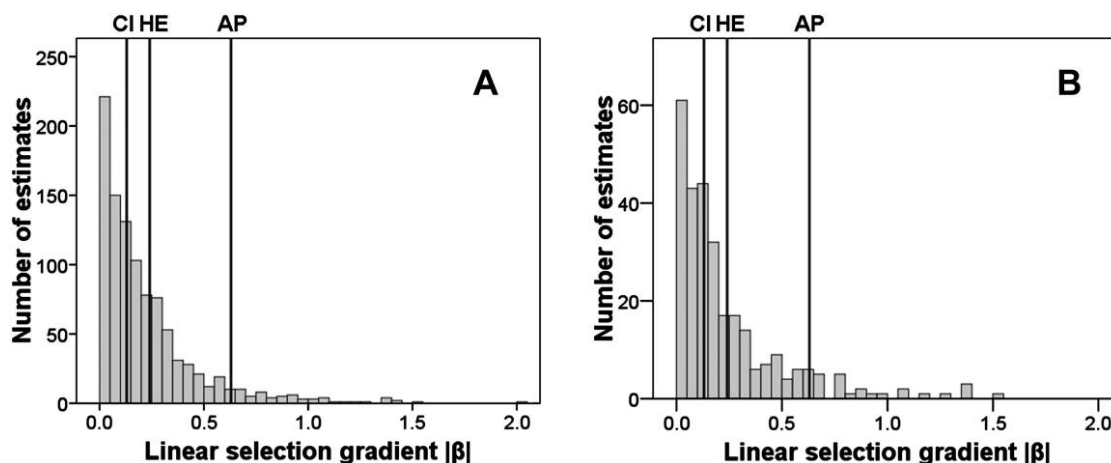 CI HE AP
A
250
200
150
100
50
0
Number of estimates
0.0 0.5 1.0 1.5 2.0
Linear selection gradient |β|
CI HE AP
B
60
40
20
0
Number of estimates
0.0 0.5 1.0 1.5 2.0
Linear selection gradient |β|